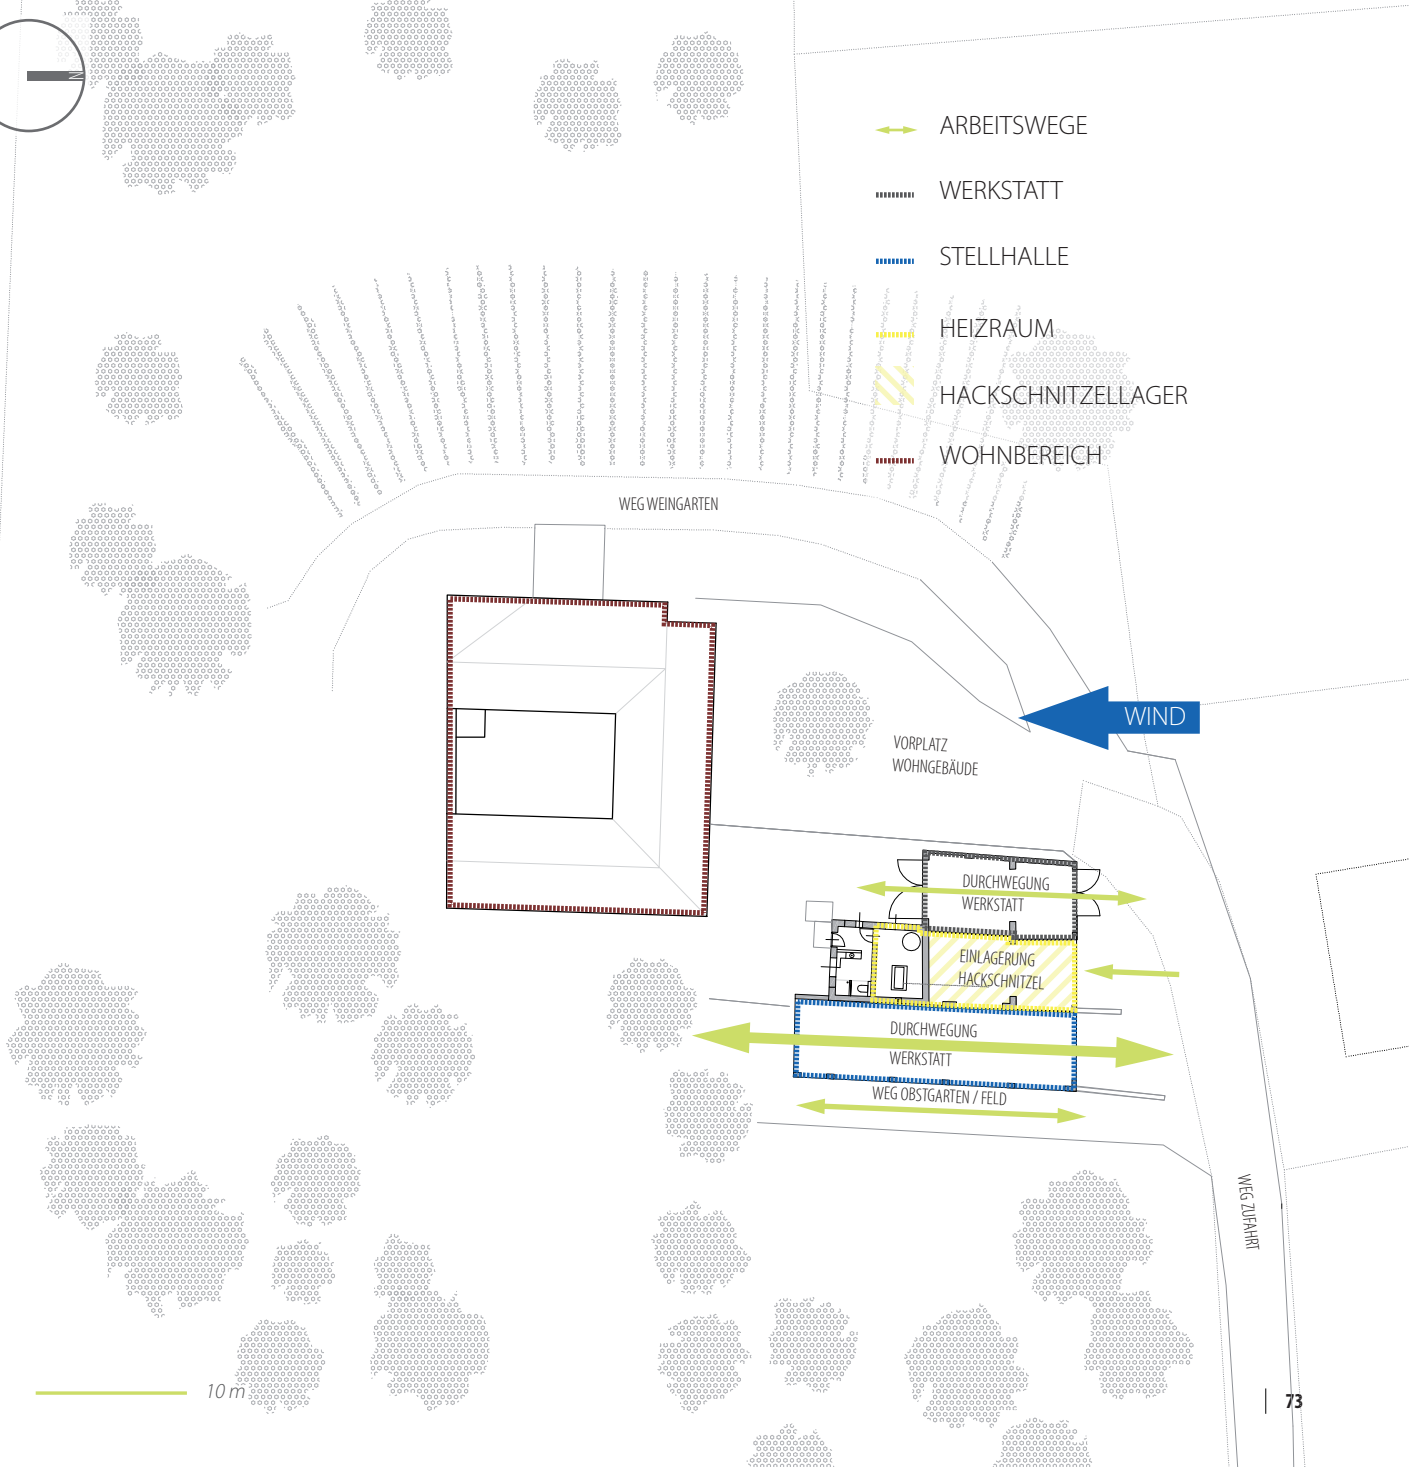 N
ARBEITSWEGE
WERKSTATT
STELLHALLE
HEIZRAUM
HACKSCHNITZELLAGER
WOHNBEREICH
WEG WEINGARTEN
WIND
VORPLATZ
WOHNGEBÄUDE
DURCHWEGUNG
WERKSTATT
EINLAGERUNG
HACKSCHNITZEL
DURCHWEGUNG
WERKSTATT
WEG OBSTGARTEN / FELD
WEG ZUFAHRT
10 m
73